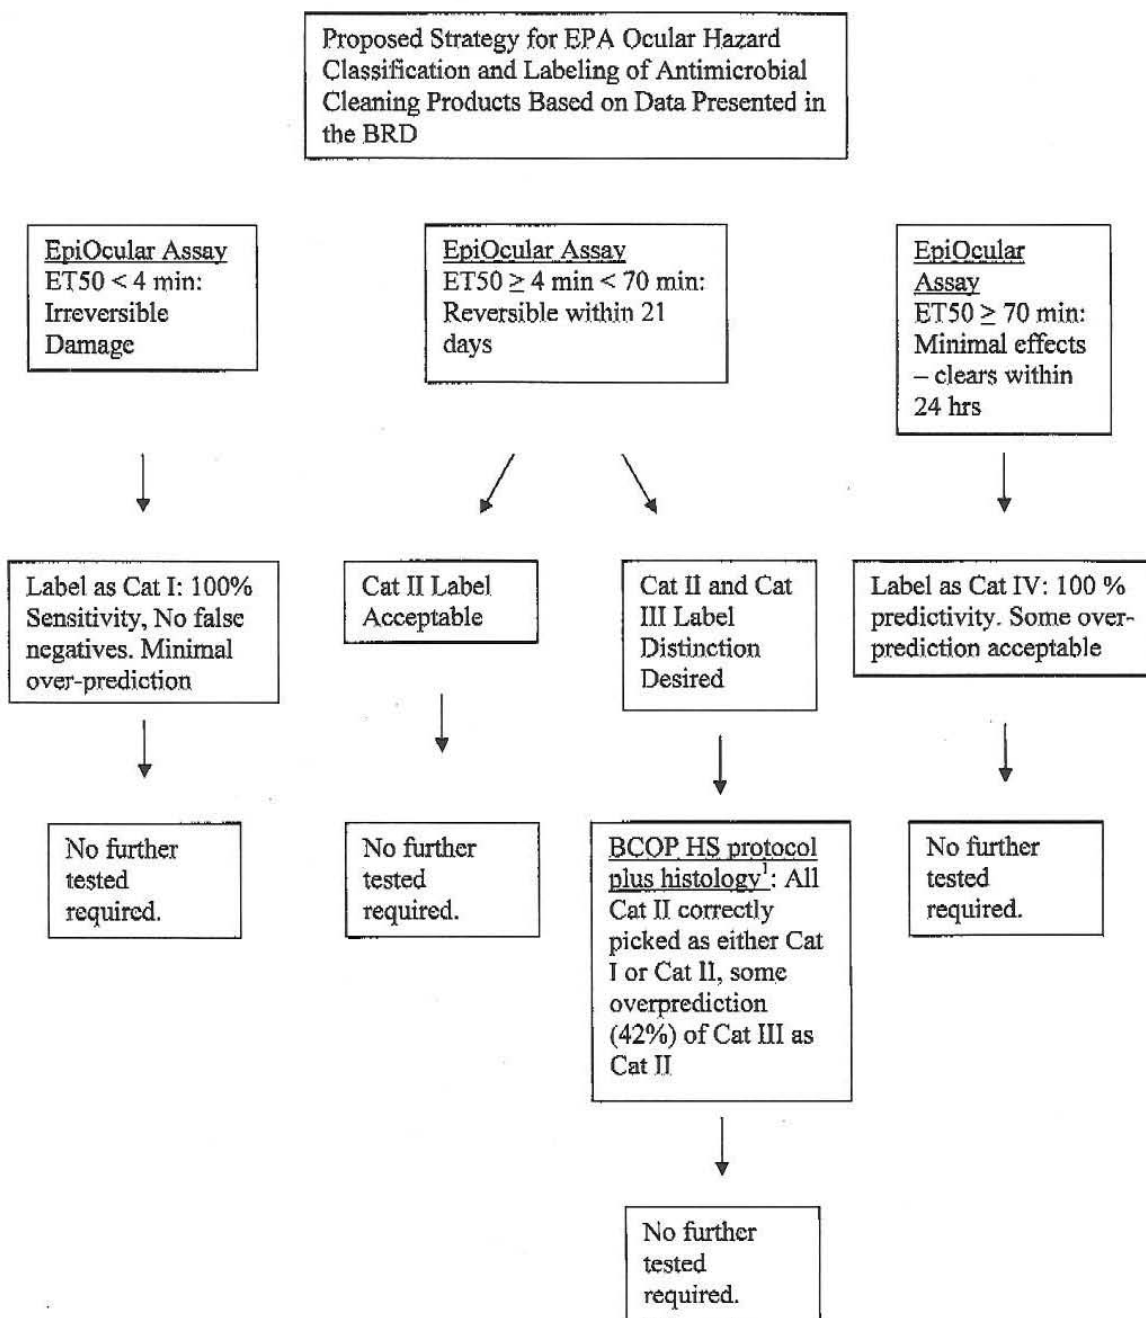 Proposed Strategy for EPA Ocular Hazard
Classification and Labeling of Antimicrobial
Cleaning Products Based on Data Presented in
the BRD
EpiOcular Assay
ET50 < 4 min:
Irreversible
Damage
EpiOcular Assay
ET50 ≥ 4 min < 70 min:
Reversible within 21
days
EpiOcular
Assay
ET50 ≥ 70 min:
Minimal effects
– clears within
24 hrs
Label as Cat I: 100%
Sensitivity, No false
negatives. Minimal
over-prediction
Cat II Label
Acceptable
Cat II and Cat
III Label
Distinction
Desired
Label as Cat IV: 100 %
predictivity. Some over-
prediction acceptable
No further
tested
required.
No further
tested
required.
BCOP HS protocol
plus histology¹: All
Cat II correctly
picked as either Cat
I or Cat II, some
overprediction
(42%) of Cat III as
Cat II
No further
tested
required.
No further
tested
required.